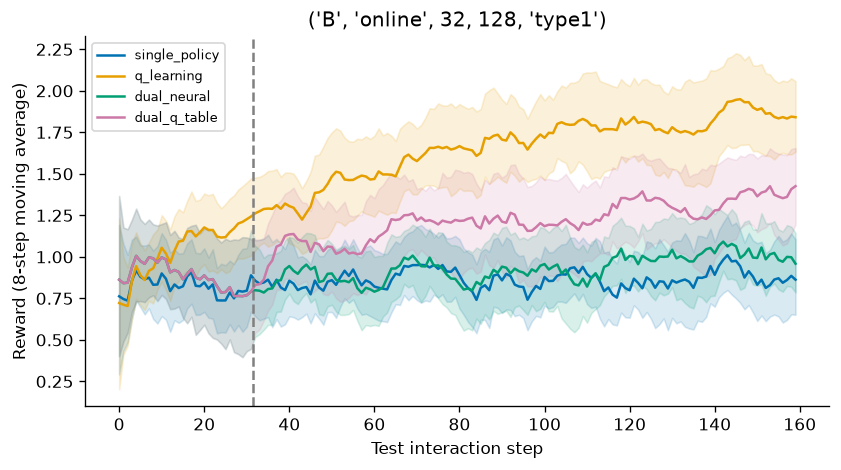 ('B', 'online', 32, 128, 'type1')
Reward (8-step moving average)
2.25
2.00
1.75
1.50
1.25
1.00
0.75
0.50
0.25
single_policy
q_learning
dual_neural
dual_q_table
0 20 40 60 80 100 120 140 160
Test interaction step